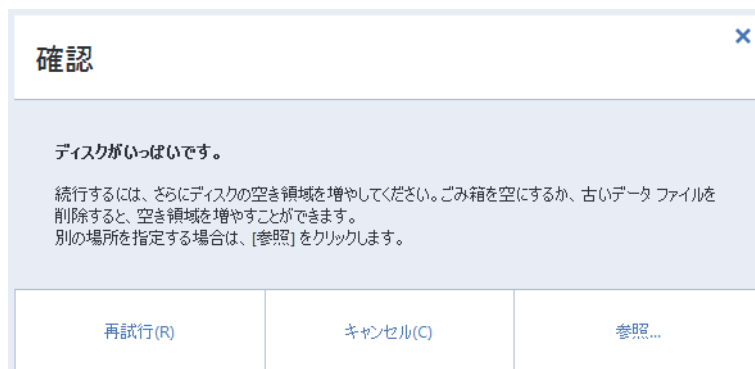 確認
ディスクがいっぱいです。
続行するには、さらにディスクの空き領域を増やしてください。ごみ箱を空にするか、古いデータ ファイルを
削除すると、空き領域を増やすことができます。
別の場所を指定する場合は、[参照] をクリックします。
再試行(R)
キャンセル(C)
参照...